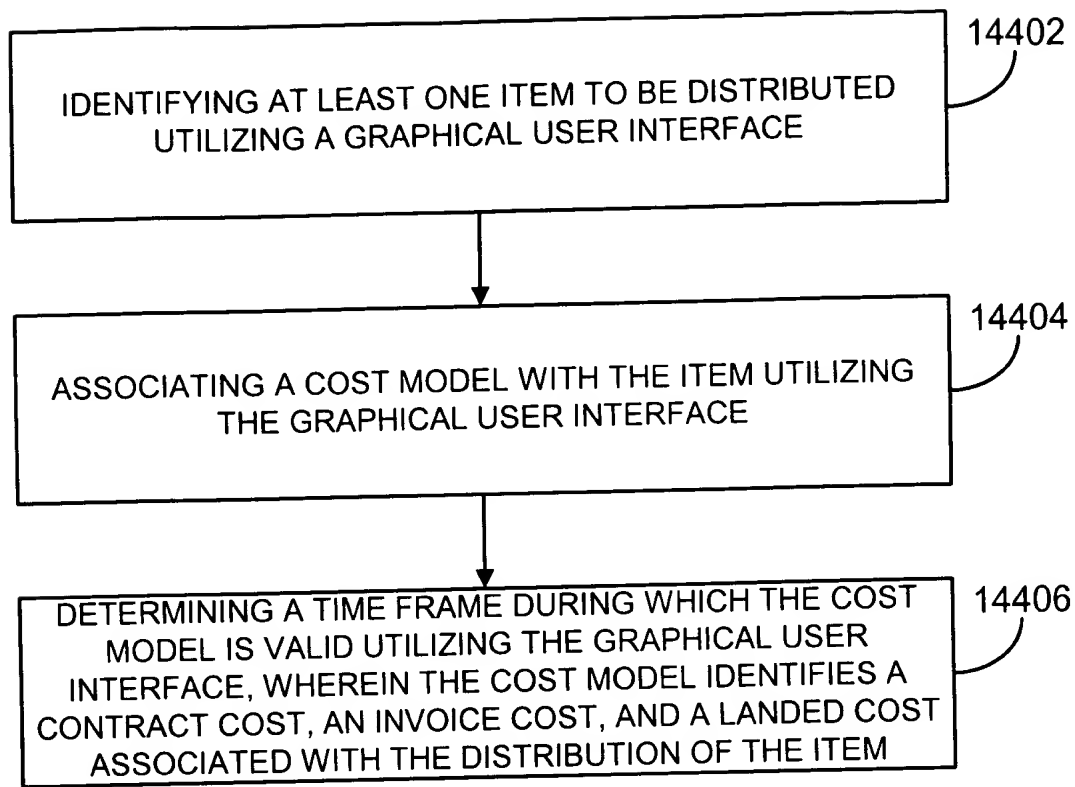 14402
IDENTIFYING AT LEAST ONE ITEM TO BE DISTRIBUTED
UTILIZING A GRAPHICAL USER INTERFACE
14404
ASSOCIATING A COST MODEL WITH THE ITEM UTILIZING
THE GRAPHICAL USER INTERFACE
14406
DETERMINING A TIME FRAME DURING WHICH THE COST
MODEL IS VALID UTILIZING THE GRAPHICAL USER
INTERFACE, WHEREIN THE COST MODEL IDENTIFIES A
CONTRACT COST, AN INVOICE COST, AND A LANDED COST
ASSOCIATED WITH THE DISTRIBUTION OF THE ITEM